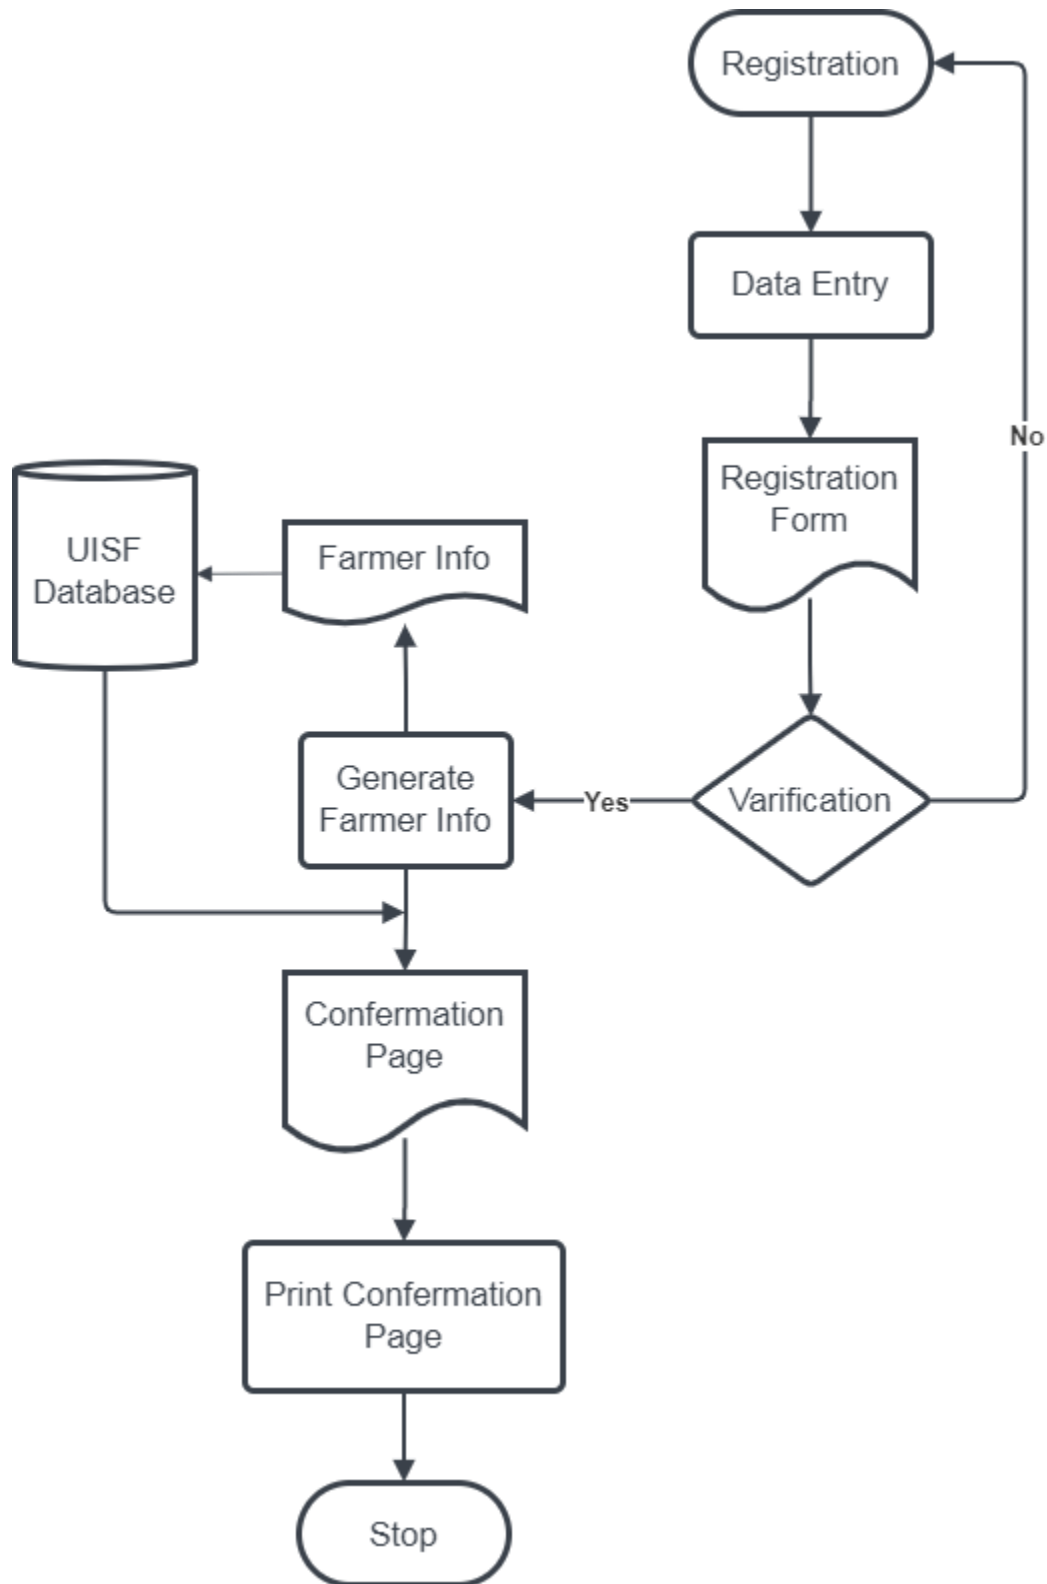 Registration
Data Entry
Registration
Form
No
Varification
Yes
Generate
Farmer Info
Farmer Info
UISF
Database
Confermation
Page
Print Confermation
Page
Stop